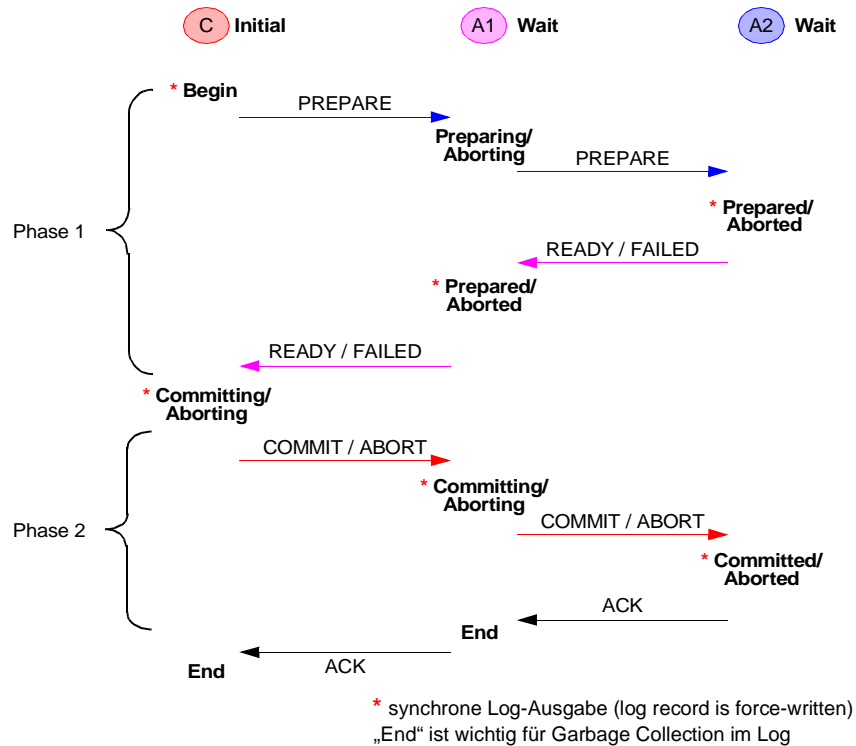 C Initial A1 Wait A2 Wait
* Begin
PREPARE
Preparing/
Aborting
PREPARE
* Prepared/
Aborted
Phase 1
READY / FAILED
* Prepared/
Aborted
READY / FAILED
* Committing/
Aborting
COMMIT / ABORT
* Committing/
Aborting
Phase 2
COMMIT / ABORT
* Committed/
Aborted
ACK
End
End
ACK
* synchrone Log-Ausgabe (log record is force-written)
„End“ ist wichtig für Garbage Collection im Log